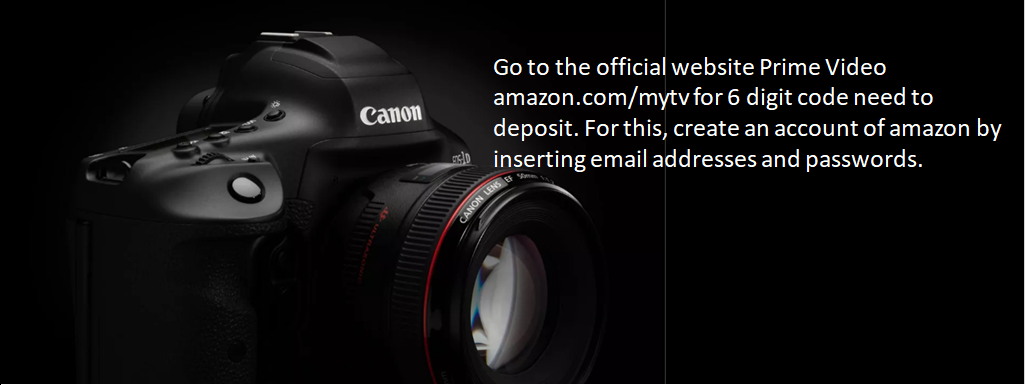 Go to the official website Prime Video
amazon.com/mytv for 6 digit code need to
deposit. For this, create an account of amazon by
inserting email addresses and passwords.
Canon
CANON LENS EF 50mm